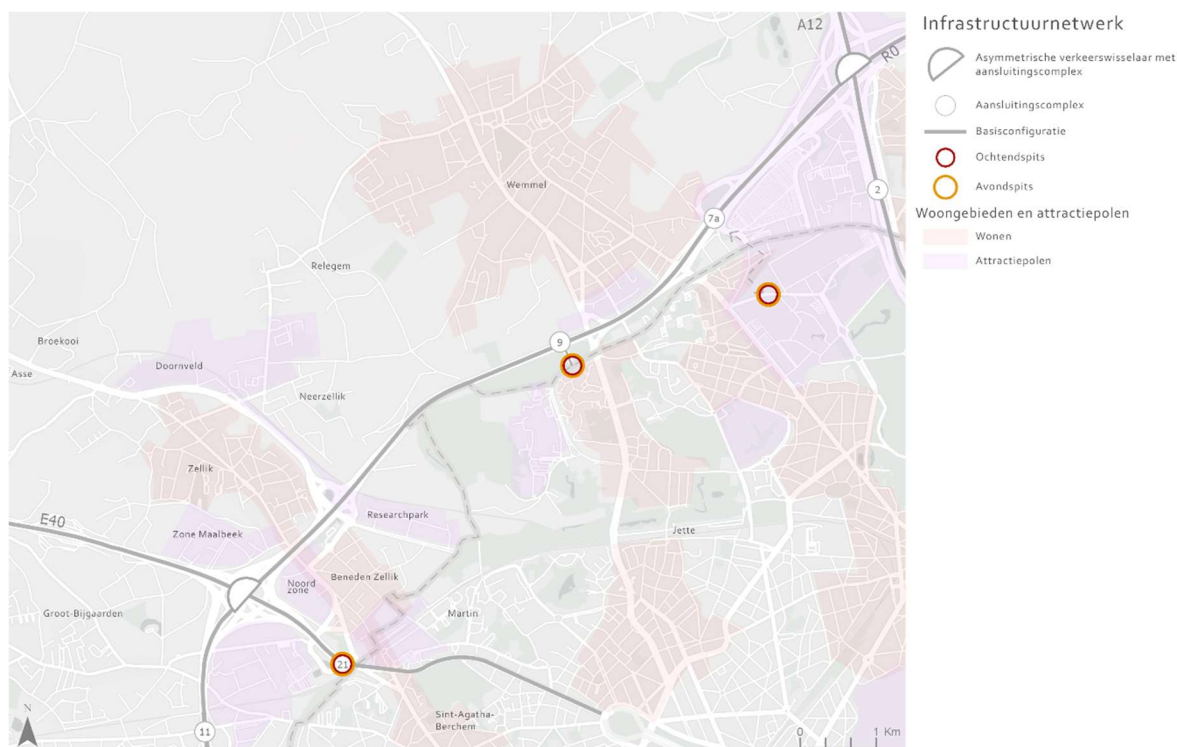 A12
R0
Wemmel
2
7a
Relegem
Broekooi
9
Doornveld
Asse
Neerzellik
Zellik
Researchpark
E40
Zone Maalbeek
Jette
Noord
zone
Beneden Zellik
Groot-Bijgaarden
Martin
21
N
11
Sint-Agatha-
Berchem
0 1 Km
Infrastructuurnetwerk
Asymmetrische verkeerswisselaar met
aansluitingscomplex
Aansluitingscomplex
Basisconfiguratie
Ochtendspits
Avondspits
Woongebieden en attractiepolen
Wonen
Attractiepolen